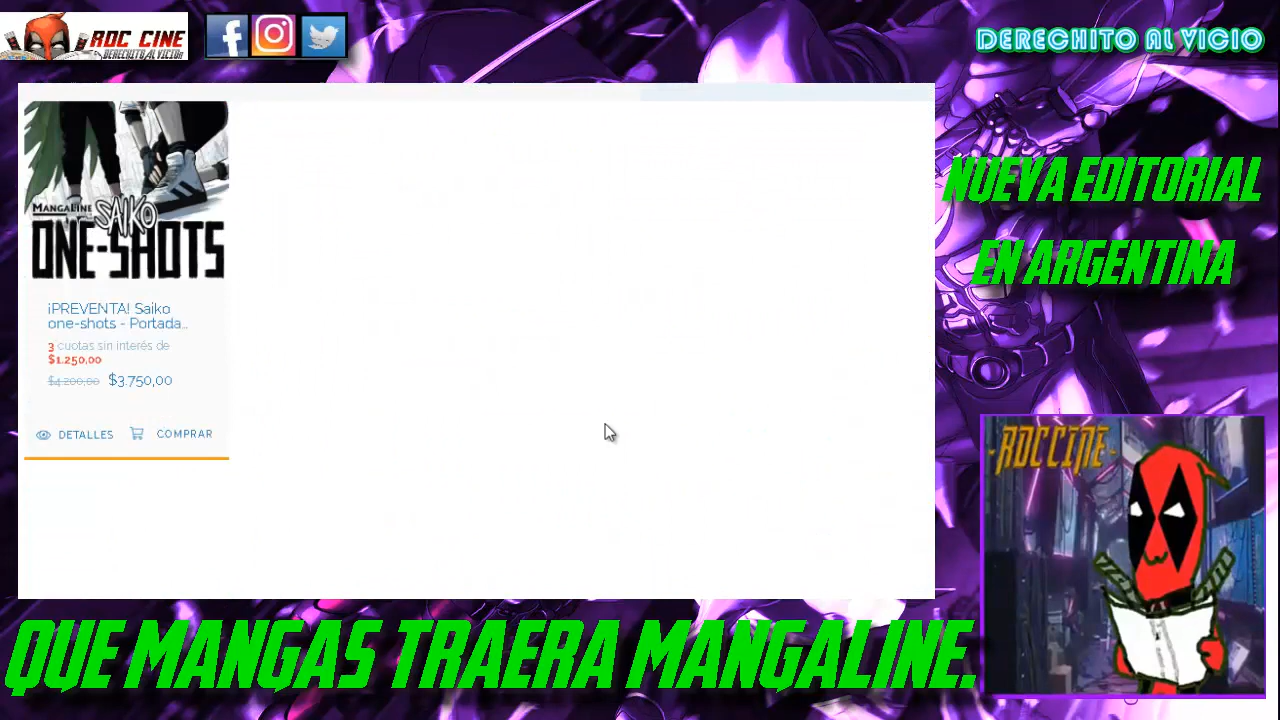 ROC CINE
DERECHITO AL VICIO
DERECHITO AL VICIO
NUEVA EDITORIAL
EN ARGENTINA
MANGALINE
SAIKO
ONE-SHOTS
¡PREVENTA! Saiko
one-shots - Portada...
3 cuotas sin interés de
$1.250,00
$4.200,00 $3.750,00
DETALLES COMPRAR
-ROC CINE-
QUE MANGAS TRAERA MANGALINE.